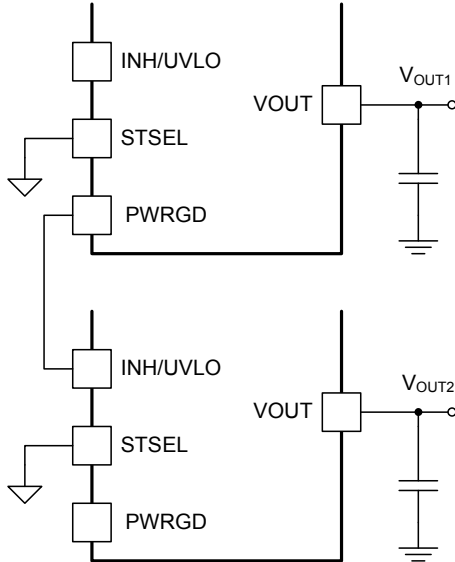 INH/UVLO
VOUT
VOUT1
STSEL
PWRGD
INH/UVLO
VOUT
VOUT2
STSEL
PWRGD